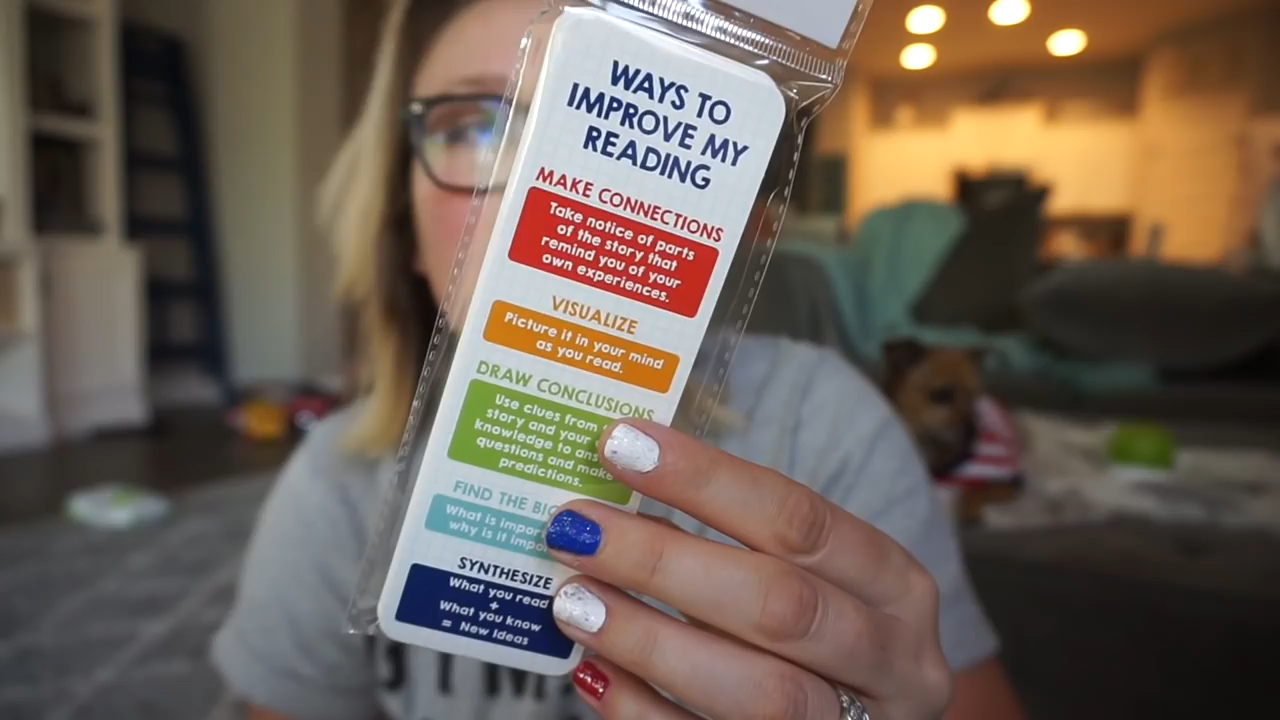 WAYS TO
IMPROVE MY
READING
MAKE CONNECTIONS
Take notice of parts
of the story that
remind you of your
own experiences.
VISUALIZE
Picture it in your mind
as you read.
DRAW CONCLUSIONS
Use clues from
story and your
knowledge to
questions and make
predictions.
FIND THE
What is
why is it
SYNTHESIZE
What you read
+
What you know
= New Ideas